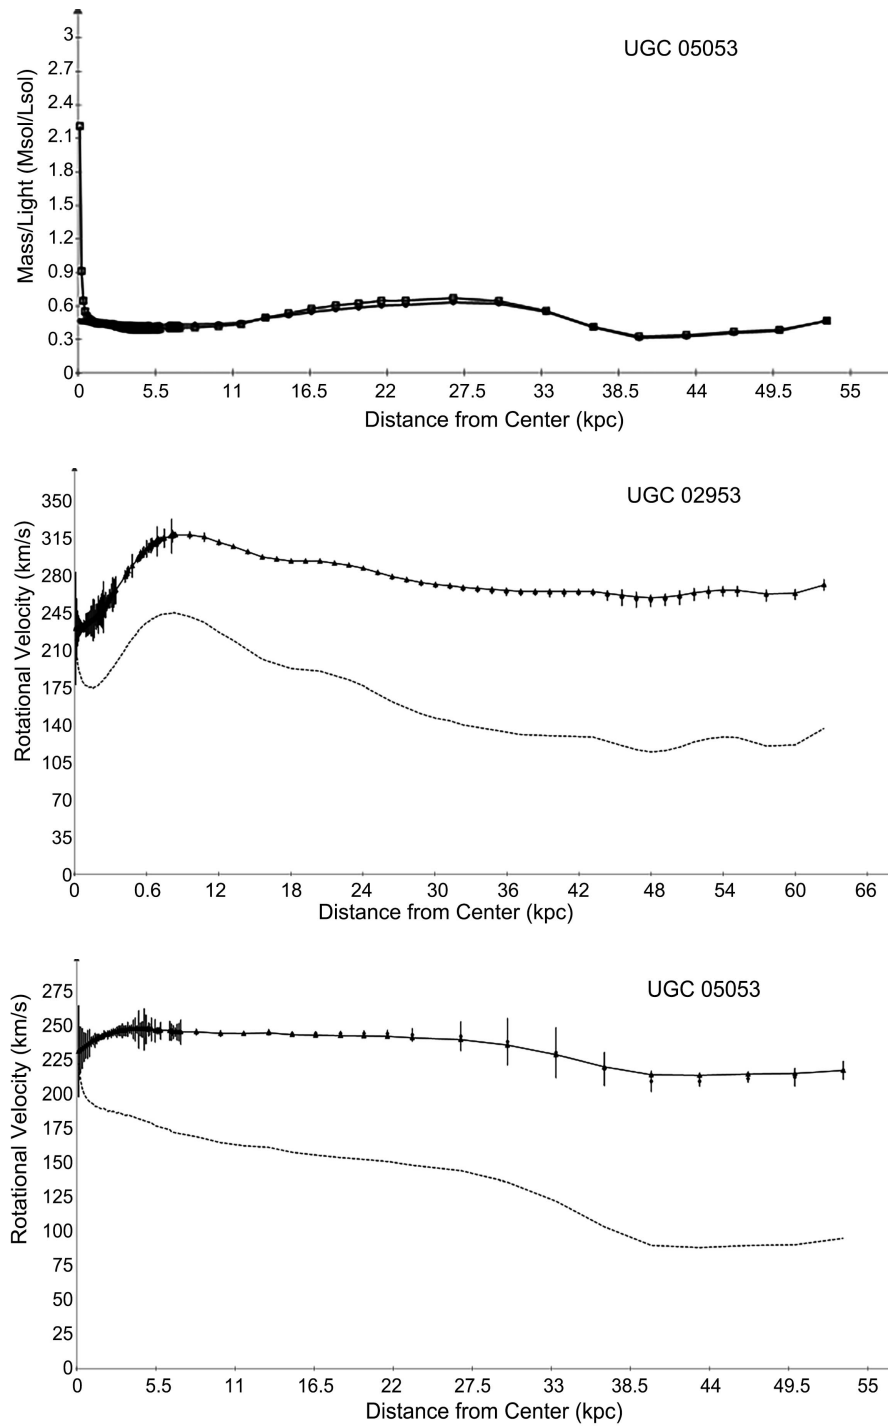 UGC 05053
Mass/Light (Msol/Lsol)
3
2.7
2.4
2.1
1.8
1.5
1.2
0.9
0.6
0.3
0
0 5.5 11 16.5 22 27.5 33 38.5 44 49.5 55
Distance from Center (kpc)
UGC 02953
Rotational Velocity (km/s)
350
315
280
245
210
175
140
105
70
35
0
0 0.6 12 18 24 30 36 42 48 54 60 66
Distance from Center (kpc)
UGC 05053
Rotational Velocity (km/s)
275
250
225
200
175
150
125
100
75
50
25
0
0 5.5 11 16.5 22 27.5 33 38.5 44 49.5 55
Distance from Center (kpc)